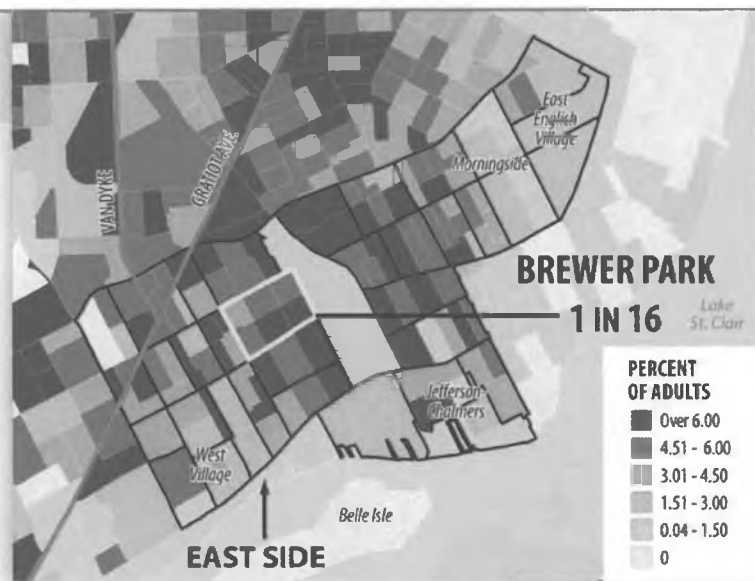 East
English
Village
Morningside
GRATIOT AVE.
VAN DYKE
BREWER PARK
1 IN 16
Lake
St. Clair
PERCENT
OF ADULTS
Over 6.00
4.51 - 6.00
3.01 - 4.50
1.51 - 3.00
0.04 - 1.50
0
Jefferson-
Chalmers
West
Village
Belle Isle
EAST SIDE